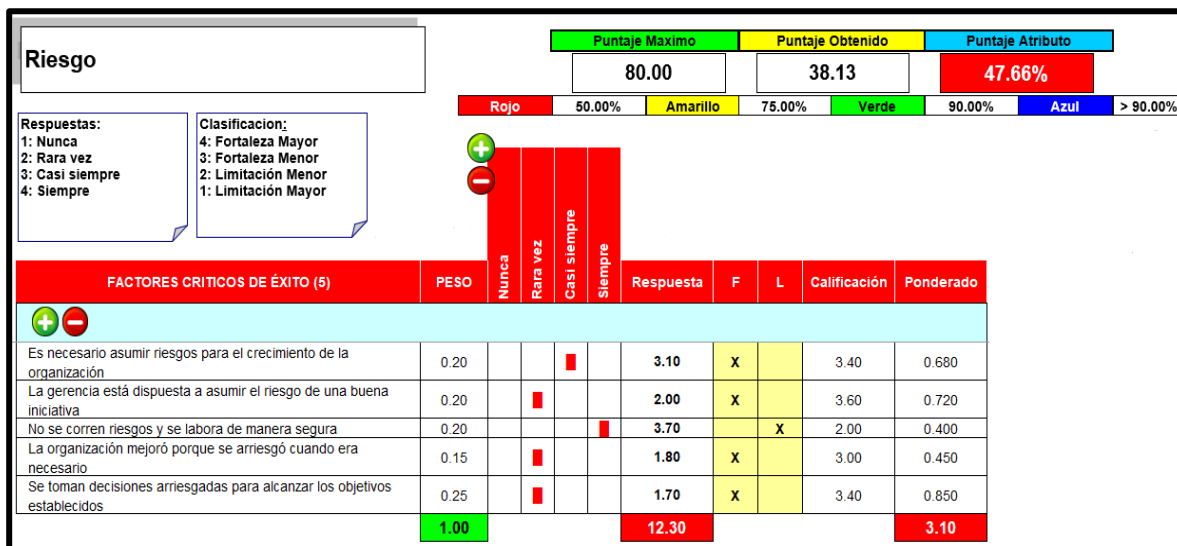 Riesgo
Puntaje Maximo Puntaje Obtenido Puntaje Atributo
80.00 38.13 47.66%
Rojo 50.00% Amarillo 75.00% Verde 90.00% Azul > 90.00%
Respuestas:
1: Nunca
2: Rara vez
3: Casi siempre
4: Siempre
Clasificacion:
4: Fortaleza Mayor
3: Fortaleza Menor
2: Limitación Menor
1: Limitación Mayor
FACTORES CRITICOS DE ÉXITO (5) PESO Nunca Rara vez Casi siempre Siempre Respuesta F L Calificación Ponderado
Es necesario asumir riesgos para el crecimiento de la
organización 0.20 3.10 X 3.40 0.680
La gerencia está dispuesta a asumir el riesgo de una buena
iniciativa 0.20 2.00 X 3.60 0.720
No se corren riesgos y se labora de manera segura 0.20 3.70 X 2.00 0.400
La organización mejoró porque se arriesgó cuando era
necesario 0.15 1.80 X 3.00 0.450
Se toman decisiones arriesgadas para alcanzar los objetivos
establecidos 0.25 1.70 X 3.40 0.850
1.00 12.30 3.10